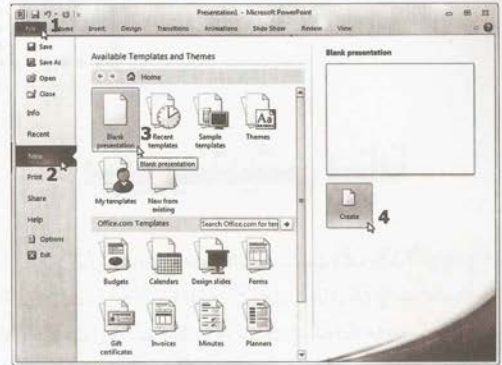 Presentation1 - Microsoft PowerPoint
File Home Insert Design Transitions Animations Slide Show Review View
1
Save
Save As
Open
Close
Info
Recent
New
2
Print
Share
Help
Options
Exit
Available Templates and Themes
Home
Blank presentation
3
Recent templates
Sample templates
Themes
Blank presentation
My templates
New from existing
Office.com Templates
Search Office.com for tem
Budgets
Calendars
Design slides
Forms
Gift certificates
Invoices
Minutes
Planners
Blank presentation
Create
4